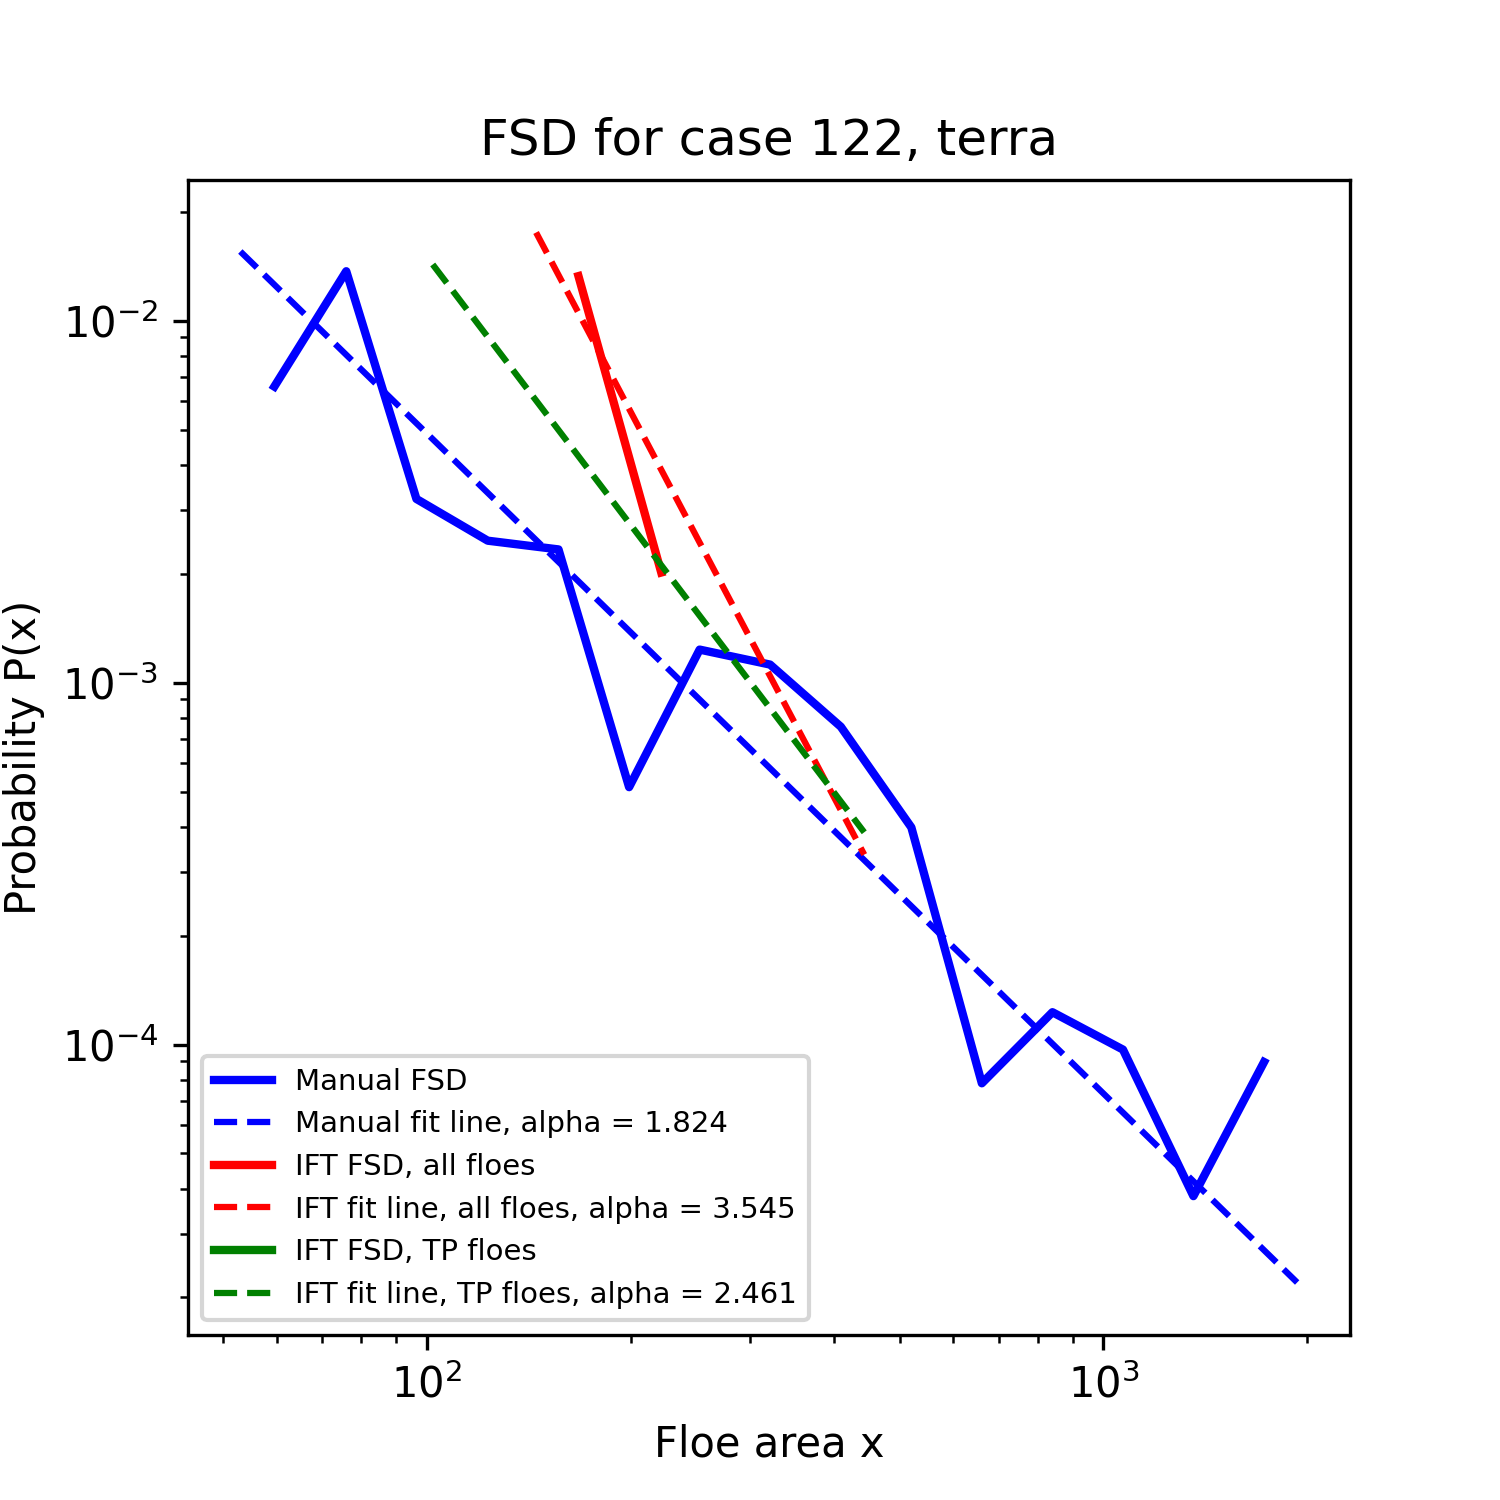 FSD for case 122, terra
Probability P(x)
10⁻²
10⁻³
10⁻⁴
Manual FSD
Manual fit line, alpha = 1.824
IFT FSD, all floes
IFT fit line, all floes, alpha = 3.545
IFT FSD, TP floes
IFT fit line, TP floes, alpha = 2.461
10²
10³
Floe area x